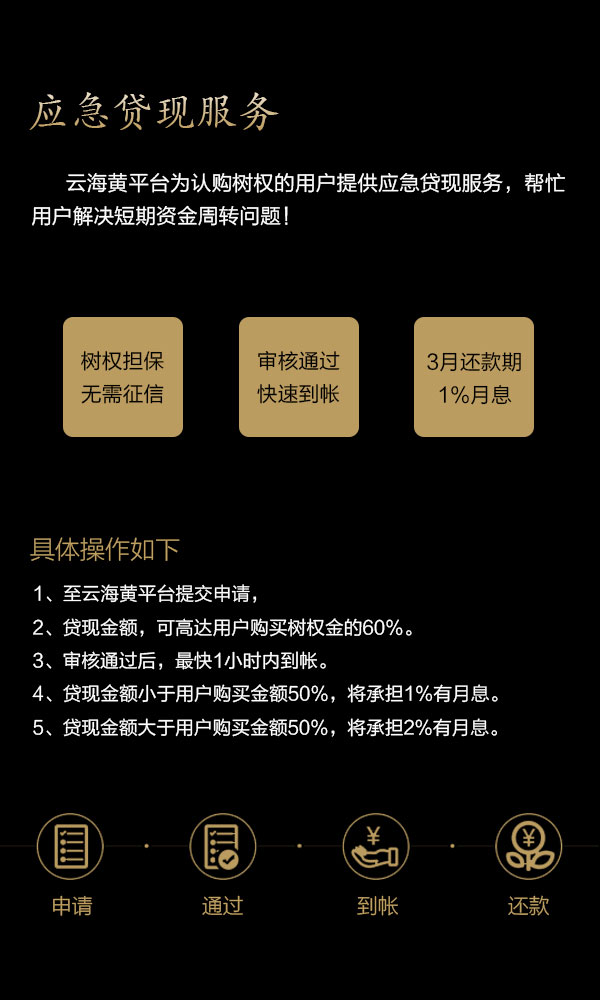 应急贷现服务
云海黄平台为认购树权的用户提供应急贷现服务，帮忙
用户解决短期资金周转问题！
树权担保
无需征信
审核通过
快速到帐
3月还款期
1%月息
具体操作如下
1、至云海黄平台提交申请，
2、贷现金额，可高达用户购买树权金的60%。
3、审核通过后，最快1小时内到帐。
4、贷现金额小于用户购买金额50%，将承担1%有月息。
5、贷现金额大于用户购买金额50%，将承担2%有月息。
申请
通过
到帐
还款